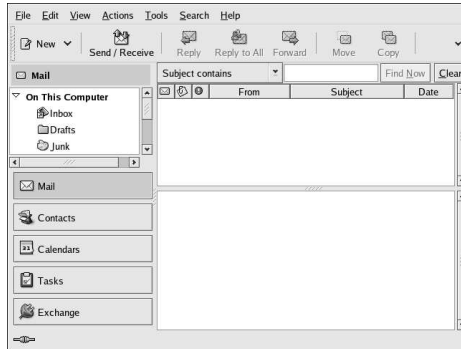 File Edit View Actions Tools Search Help
New Send / Receive Reply Reply to All Forward Move Copy
Mail Subject contains Find Now Clear
From Subject Date
On This Computer
Inbox
Drafts
Junk
Mail
Contacts
31 Calendars
Tasks
Exchange